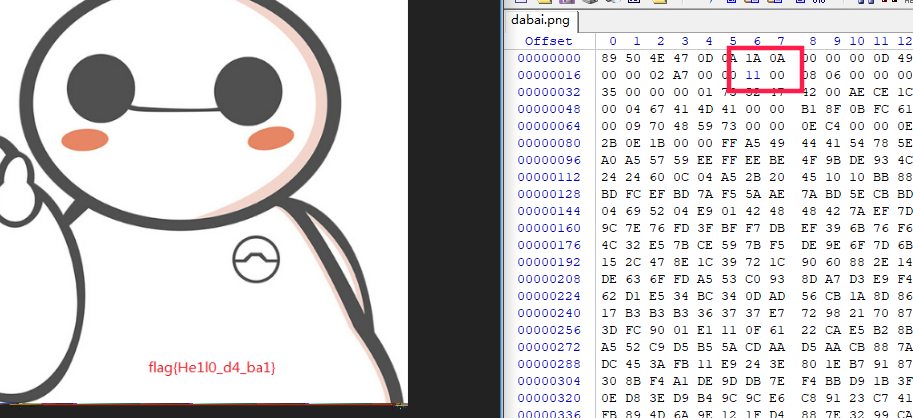 flag{He1l0_d4_ba1}
dabai.png
Offset 0 1 2 3 4 5 6 7 8 9 10 11 12
00000000 89 50 4E 47 0D 0A 1A 0A 00 00 00 0D 49
00000016 00 00 02 A7 00 00 11 00 08 06 00 00 00
00000032 35 00 00 00 01 73 52 47 42 00 AE CE 1C
00000048 00 04 67 41 4D 41 00 00 B1 8F 0B FC 61
00000064 00 09 70 48 59 73 00 00 0E C4 00 00 0E
00000080 2B 0E 1B 00 00 FF A5 49 44 41 54 78 5E
00000096 A0 A5 57 59 EE FF EE BE 4F 9B DE 93 4C
00000112 24 24 60 0C 04 A5 2B 20 45 10 10 BB 88
00000128 BD FC EF BD 7A F5 5A AE 7A BD 5E CB BD
00000144 04 69 52 04 E9 01 42 48 48 42 7A EF 7D
00000160 9C 7E 76 FD 3F BF F7 DB EF 39 6B 76 F6
00000176 4C 32 E5 7B CE 59 7B F5 DE 9E 6F 7D 6B
00000192 15 2C 47 8E 1C 39 72 1C 90 60 88 2E 14
00000208 DE 63 6F FD A5 53 C0 93 8D A7 D3 E9 F4
00000224 62 D1 E5 34 BC 34 0D AD 56 CB 1A 8D 86
00000240 17 B3 B3 B3 36 37 37 E7 72 98 21 70 87
00000256 3D FC 90 01 E1 11 0F 61 22 CA E5 B2 8B
00000272 A5 52 C9 D5 B5 5A CD AA D5 AA CB 88 7A
00000288 DC 45 3A FB 11 E9 24 3E 80 1E B7 91 87
00000304 30 8B F4 A1 DE 9D DB 7E F4 BB D9 1B 3F
00000320 0E D8 3E D9 B4 9C 9C E6 C8 91 23 C7 41
00000336 FB 89 4D 6A 9E 12 1F D4 88 7E 32 99 CA